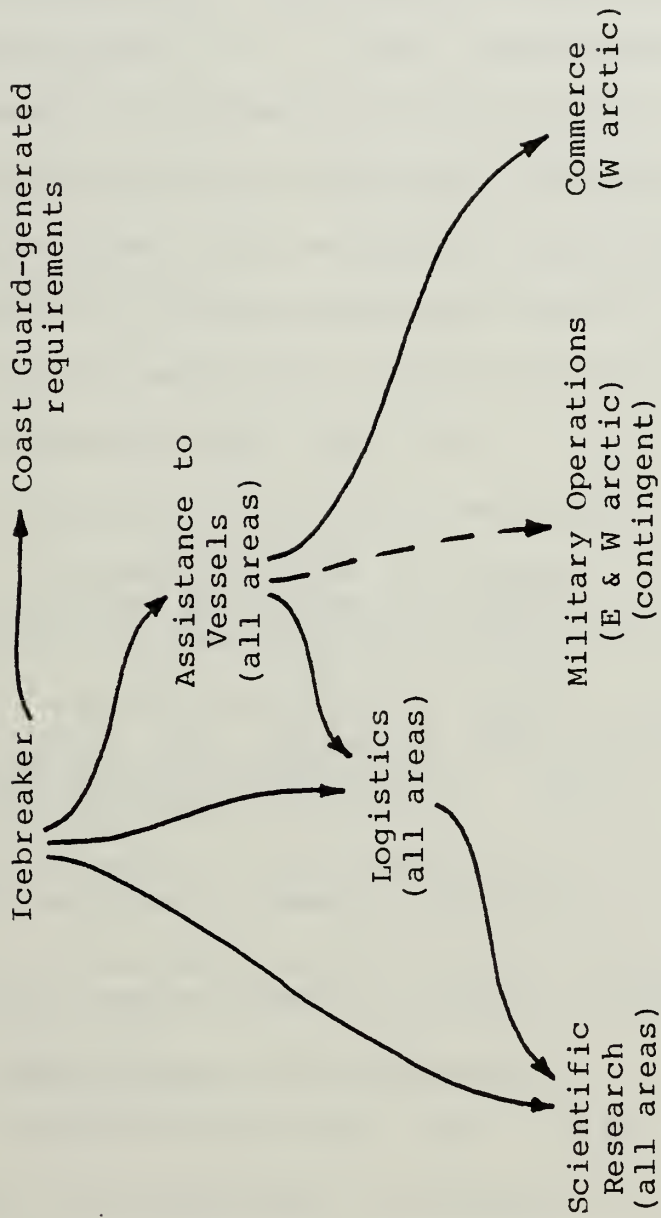 Icebreaker
Coast Guard-generated
requirements
Assistance to
Vessels
(all areas)
Logistics
(all areas)
Scientific
Research
(all areas)
Military Operations
(E & W arctic)
(contingent)
Commerce
(W arctic)